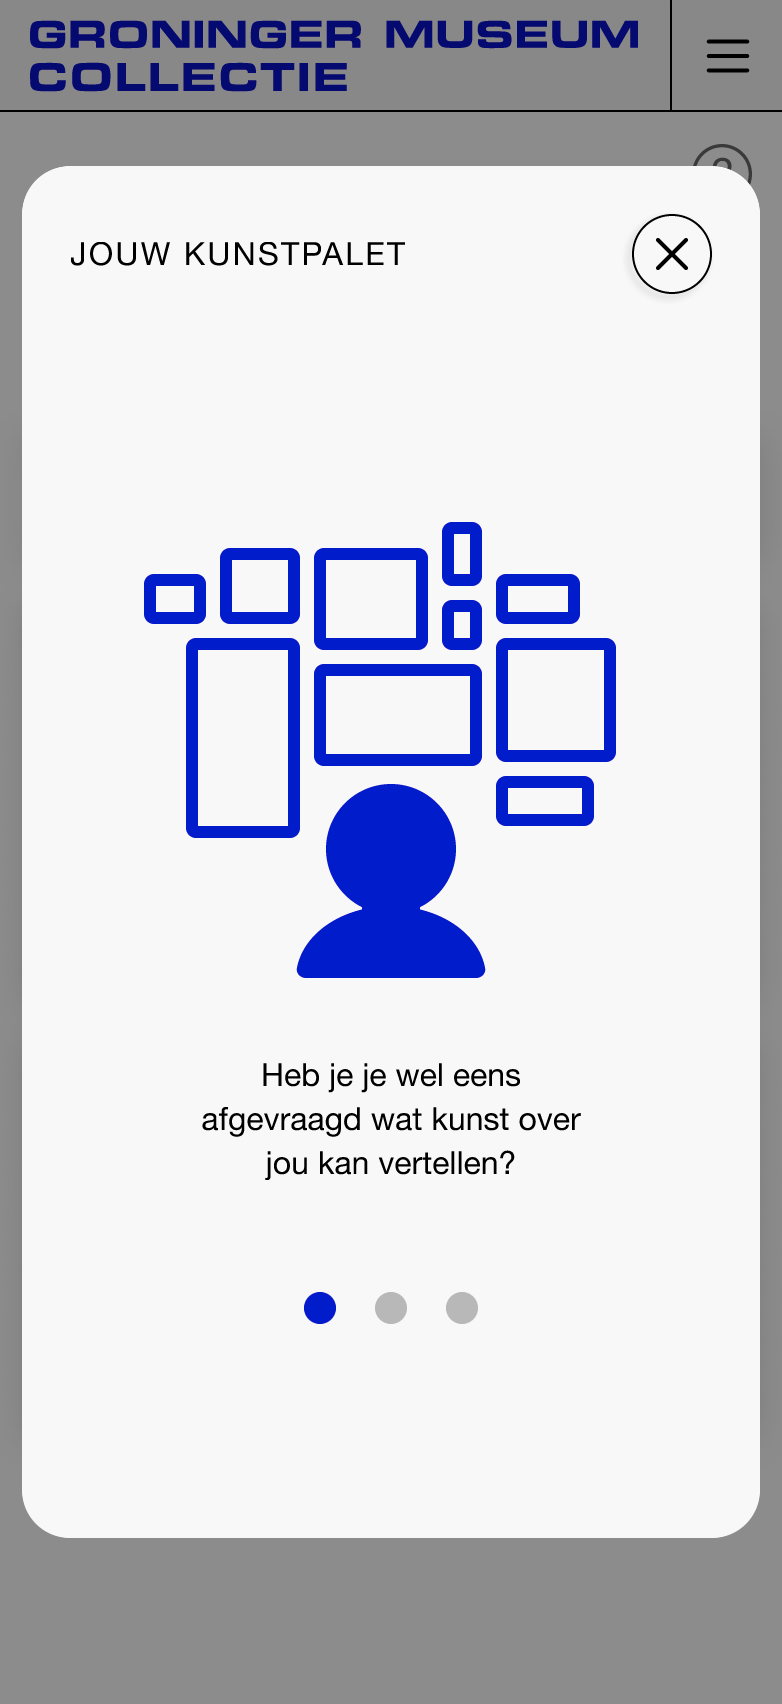 GRONINGER MUSEUM
COLLECTIE
JOUW KUNSTPALET
Heb je je wel eens
afgevraagd wat kunst over
jou kan vertellen?